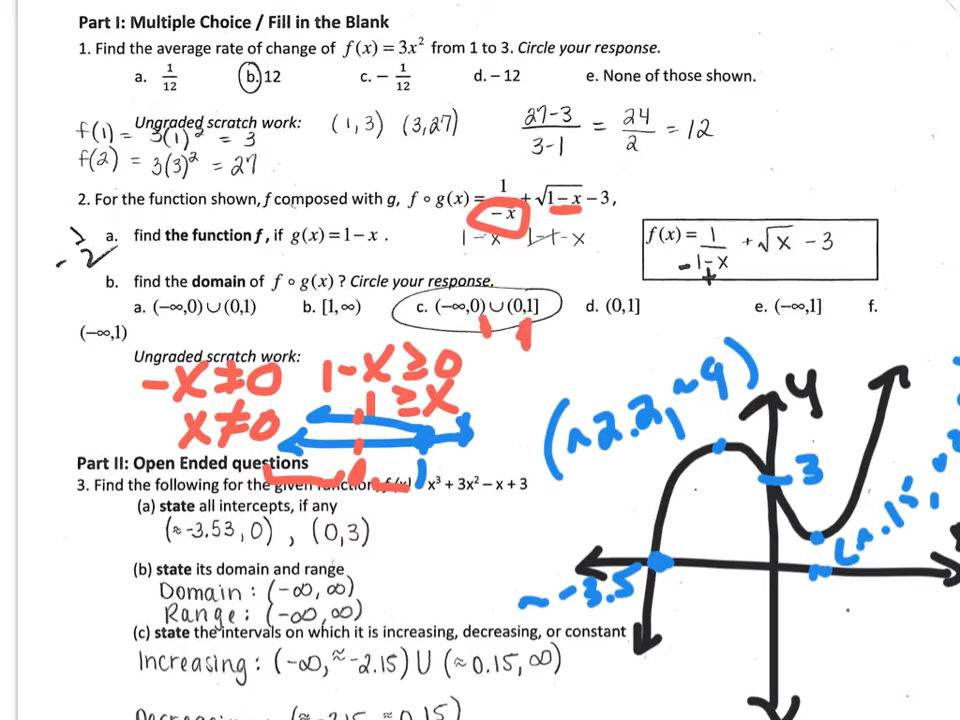 Part I: Multiple Choice / Fill in the Blank
1. Find the average rate of change of f(x) = 3x² from 1 to 3. Circle your response.
a. 1/12 b. 12 c. − 1/12 d. − 12 e. None of those shown.
Ungraded scratch work: (1,3) (3,27) 27-3/3-1 = 24/2 = 12
f(1) = 3(1)² = 3
f(2) = 3(3)² = 27
2. For the function shown, f composed with g, f ∘ g(x) = 1/−x + √1−x − 3,
a. find the function f, if g(x) = 1 − x . 1-x 1-+-x f(x) = 1/-1-x + √x - 3
b. find the domain of f ∘ g(x) ? Circle your response.
a. (−∞,0) ∪ (0,1) b. [1,∞) c. (−∞,0) ∪ (0,1] d. (0,1] e. (−∞,1] f.
(−∞,1)
Ungraded scratch work:
-x ≠ 0 1-x ≥ 0
x ≠ 0 1 ≥ x
(~2.2, ~9) y
Part II: Open Ended questions
3. Find the following for the given function x³ + 3x² − x + 3
3
(a) state all intercepts, if any
(≈ -3.53, 0) , (0,3)
(b) state its domain and range
~ -3.5
Domain : (-∞, ∞)
Range : (-∞, ∞)
(c) state the intervals on which it is increasing, decreasing, or constant
Increasing : (-∞, ≈ -2.15) U (≈ 0.15, ∞)